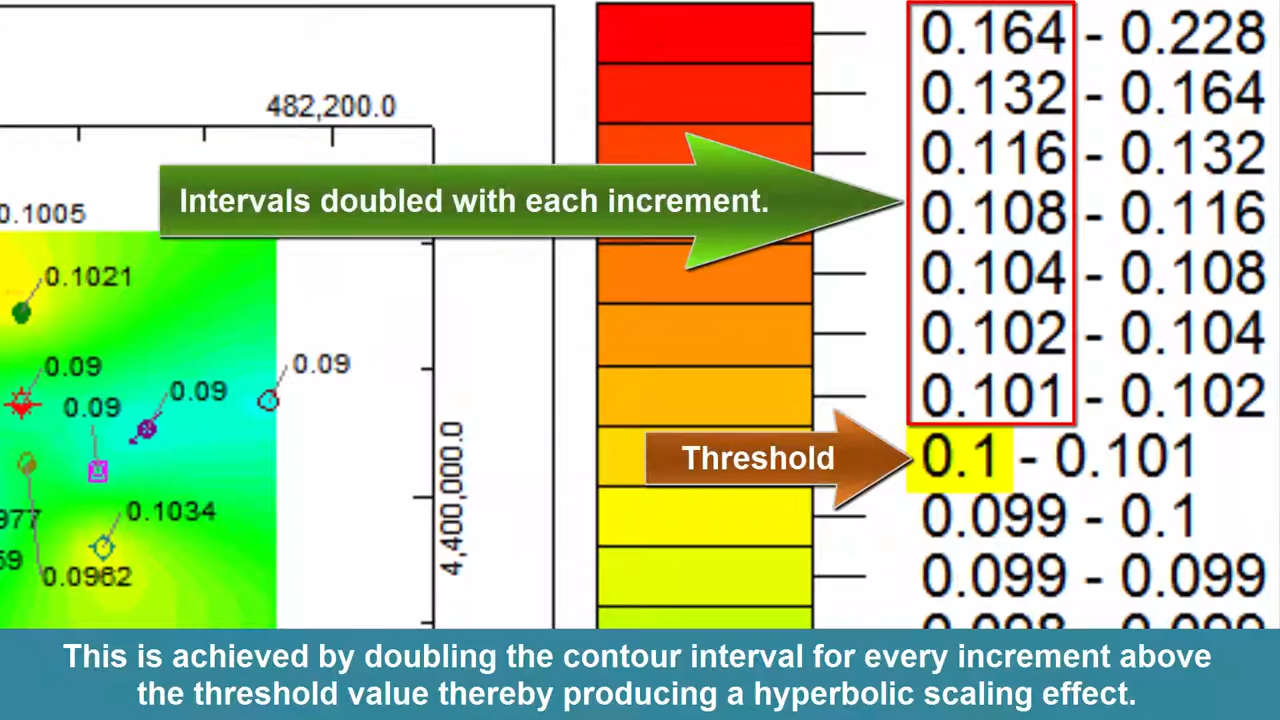 482,200.0
0.1005
0.1021
0.09
0.09
0.09
0.09
0.1034
0.0962
4,400,000.0
Intervals doubled with each increment.
Threshold
0.164 - 0.228
0.132 - 0.164
0.116 - 0.132
0.108 - 0.116
0.104 - 0.108
0.102 - 0.104
0.101 - 0.102
0.1 - 0.101
0.099 - 0.1
0.099 - 0.099
This is achieved by doubling the contour interval for every increment above
the threshold value thereby producing a hyperbolic scaling effect.